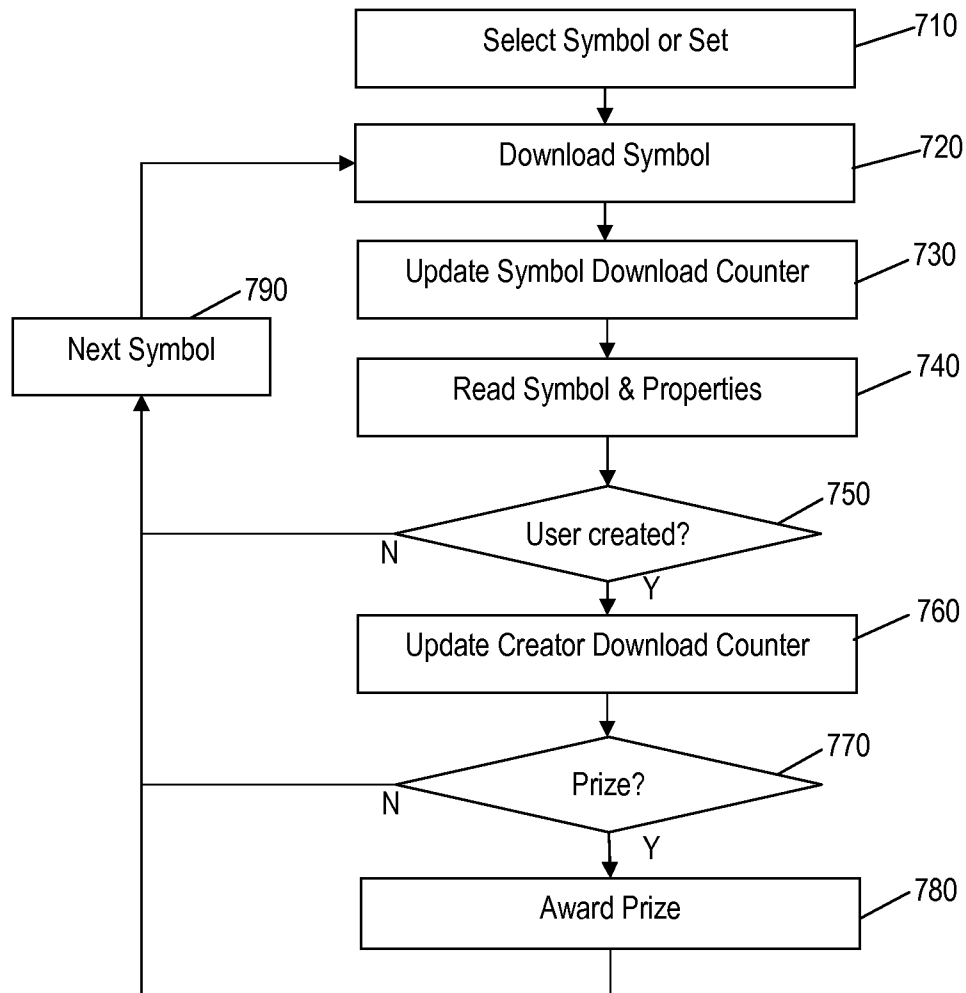 Select Symbol or Set
710
Download Symbol
720
Update Symbol Download Counter
730
790
Next Symbol
Read Symbol & Properties
740
User created?
750
N
Y
Update Creator Download Counter
760
Prize?
770
N
Y
Award Prize
780